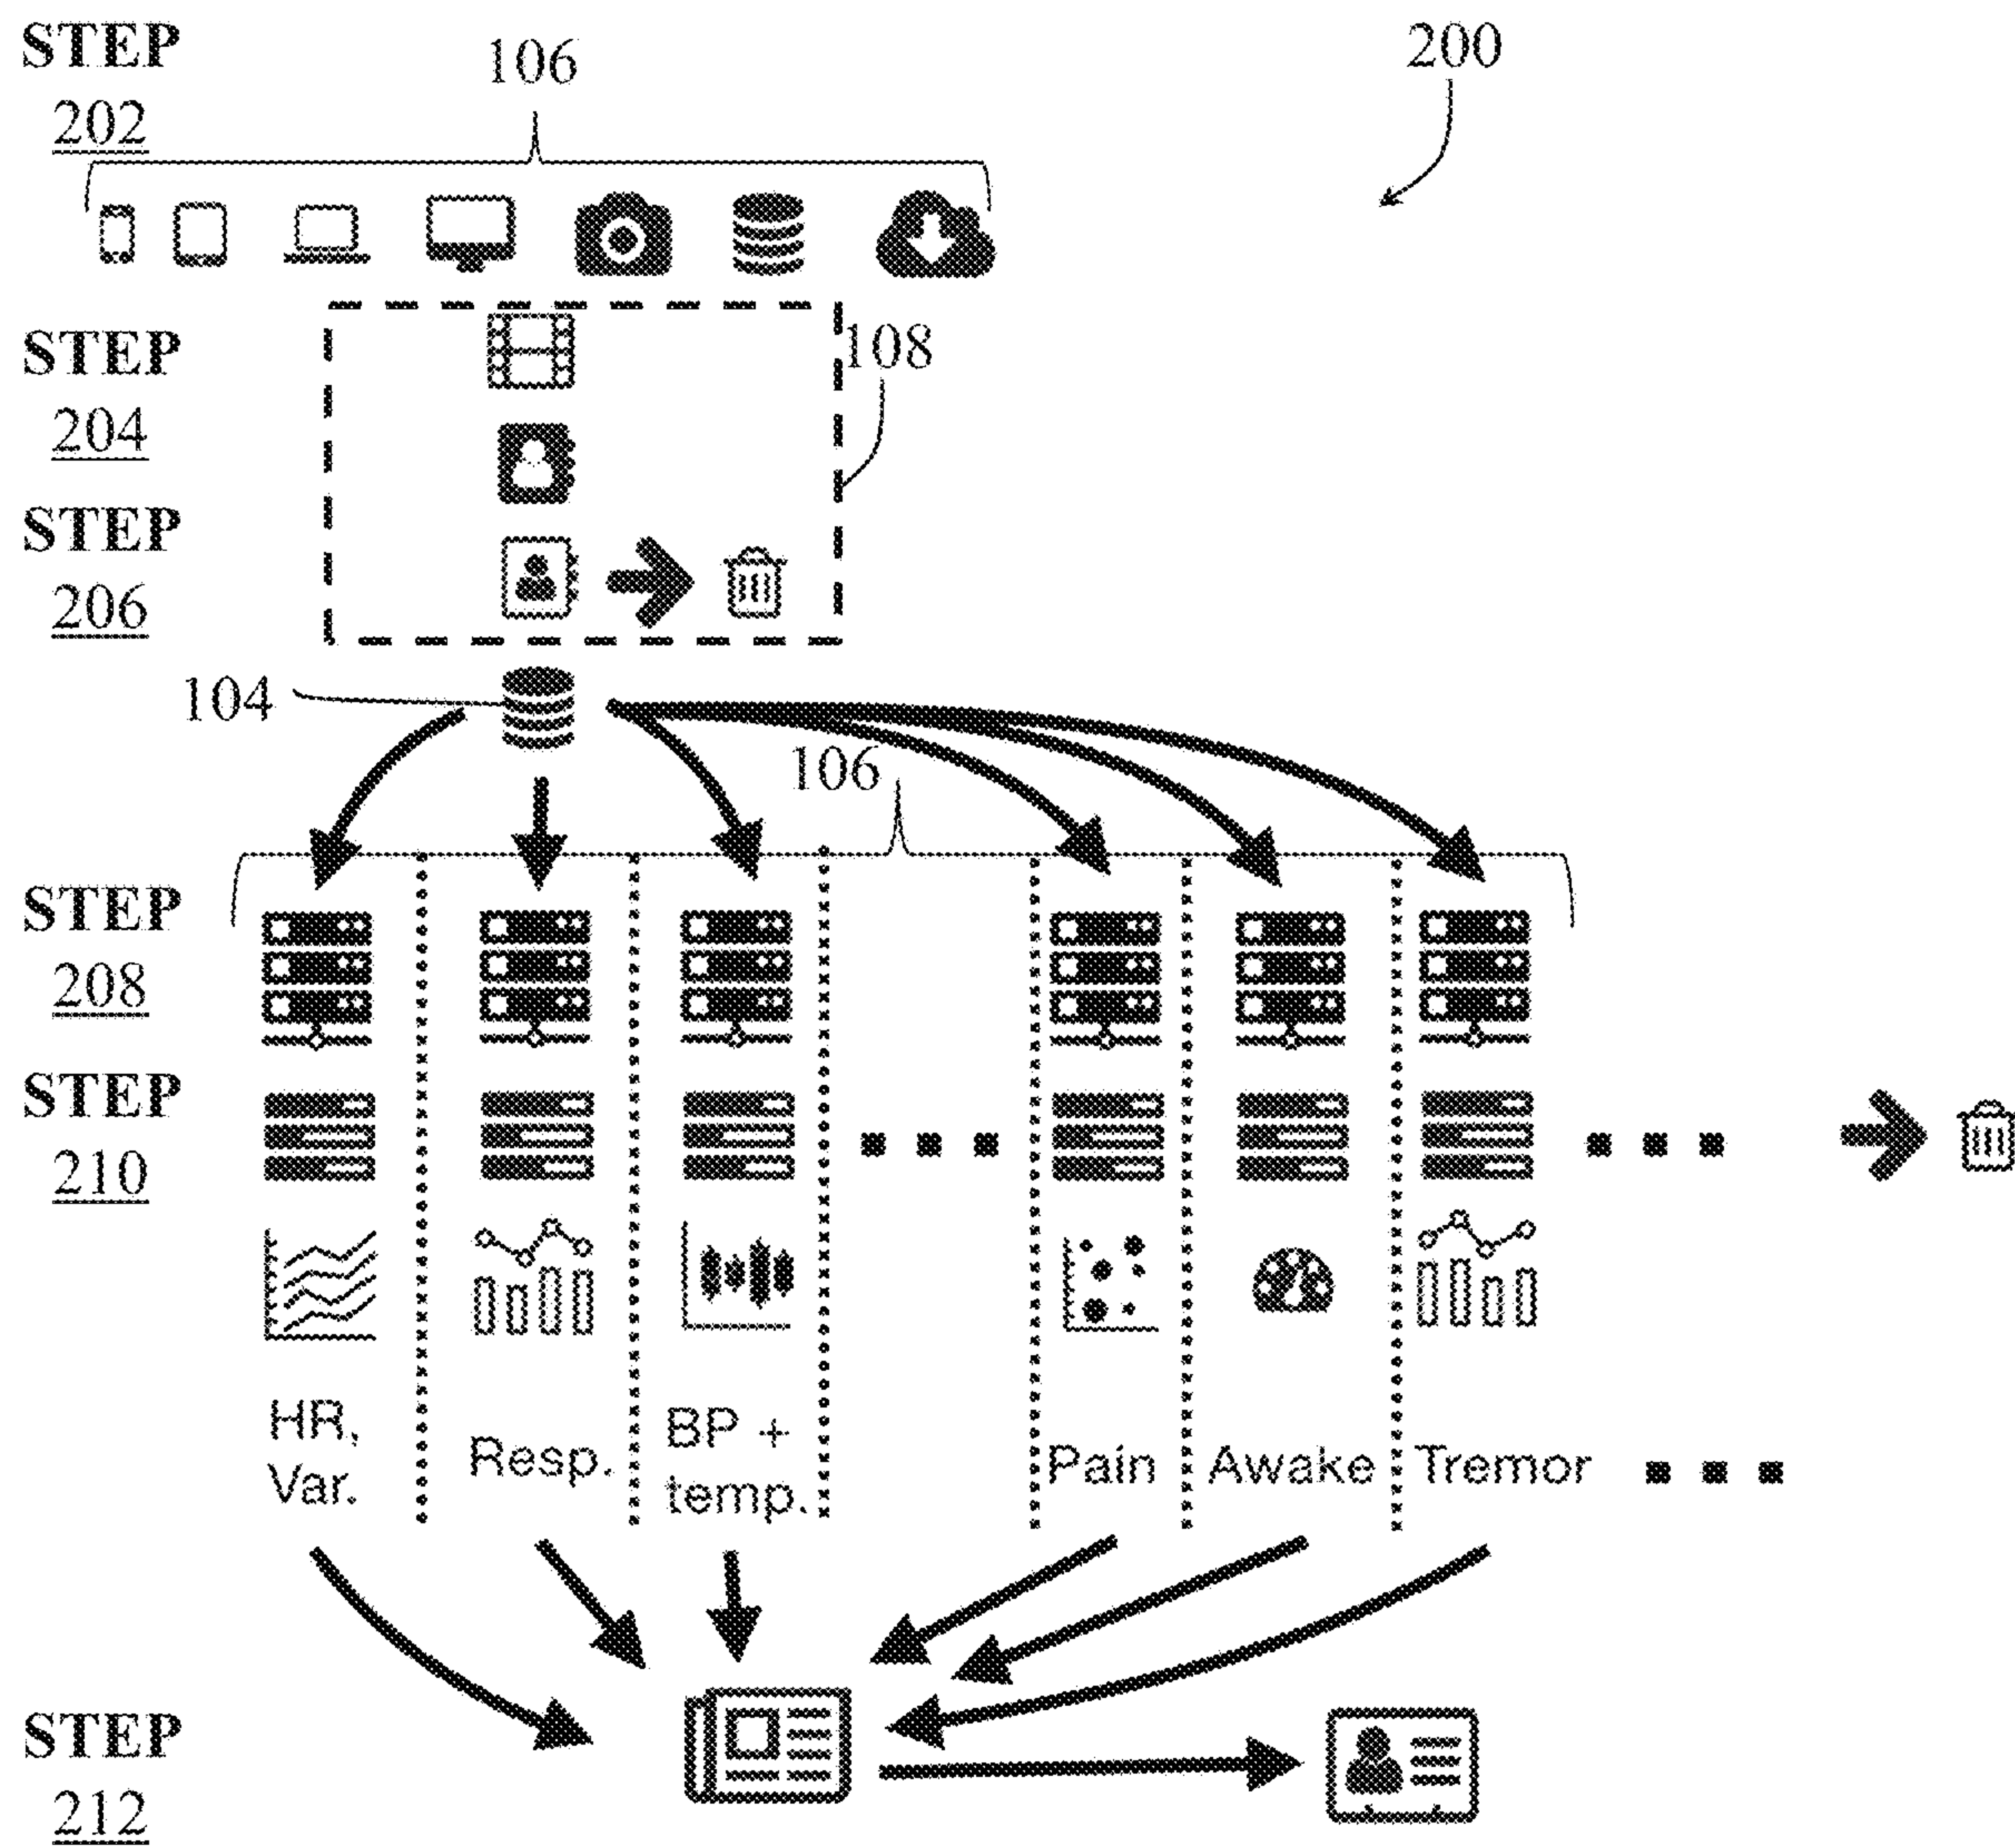 STEP
202
106
200
STEP
204
108
STEP
206
104
106
STEP
208
STEP
210
HR,
Var.
Resp.
BP +
temp.
Pain
Awake
Tremor
STEP
212